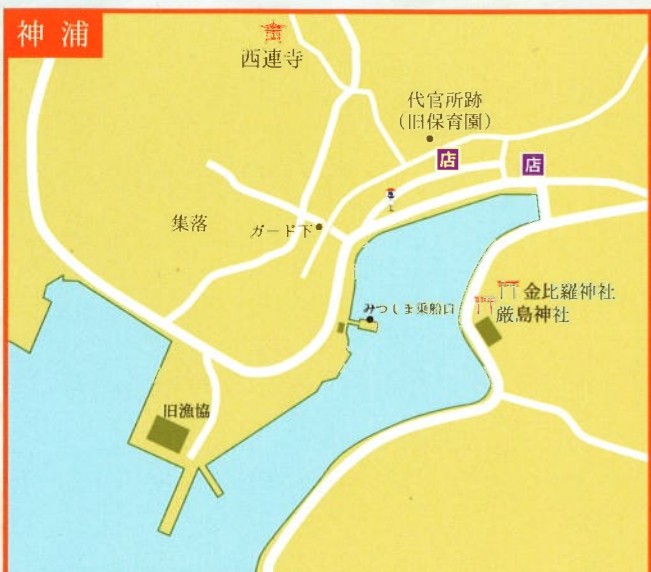 神浦
西連寺
代官所跡
(旧保育園)
店
店
集落
ガード下
みつしま乗船口
金比羅神社
厳島神社
旧漁協